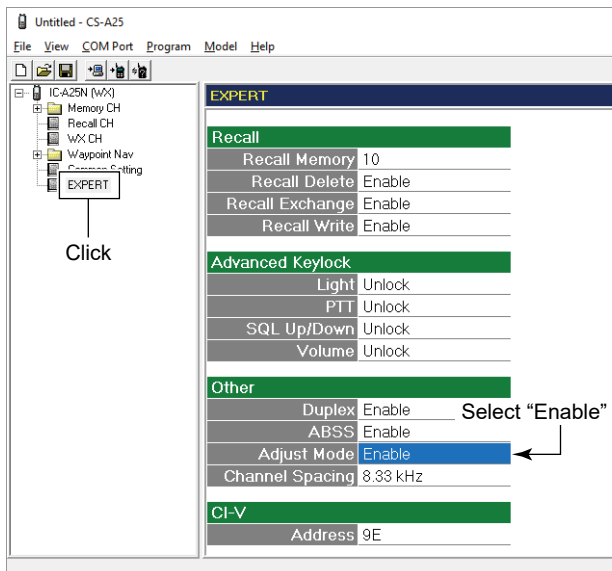 Untitled - CS-A25
File View COM Port Program Model Help
IC-A25N (WX)
Memory CH
Recall CH
WX CH
Waypoint Nav
Common Setting
EXPERT
Click
EXPERT
Recall
Recall Memory 10
Recall Delete Enable
Recall Exchange Enable
Recall Write Enable
Advanced Keylock
Light Unlock
PTT Unlock
SQL Up/Down Unlock
Volume Unlock
Other
Duplex Enable
Select “Enable”
ABSS Enable
Adjust Mode Enable
Channel Spacing 8.33 kHz
CI-V
Address 9E